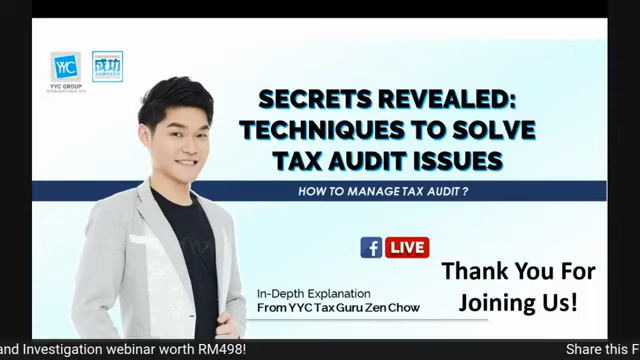 YYC
YYC GROUP
成功
SECRETS REVEALED:
TECHNIQUES TO SOLVE
TAX AUDIT ISSUES
HOW TO MANAGE TAX AUDIT ?
f LIVE
Thank You For
Joining Us!
In-Depth Explanation
From YYC Tax Guru Zen Chow
and Investigation webinar worth RM498!
Share this F